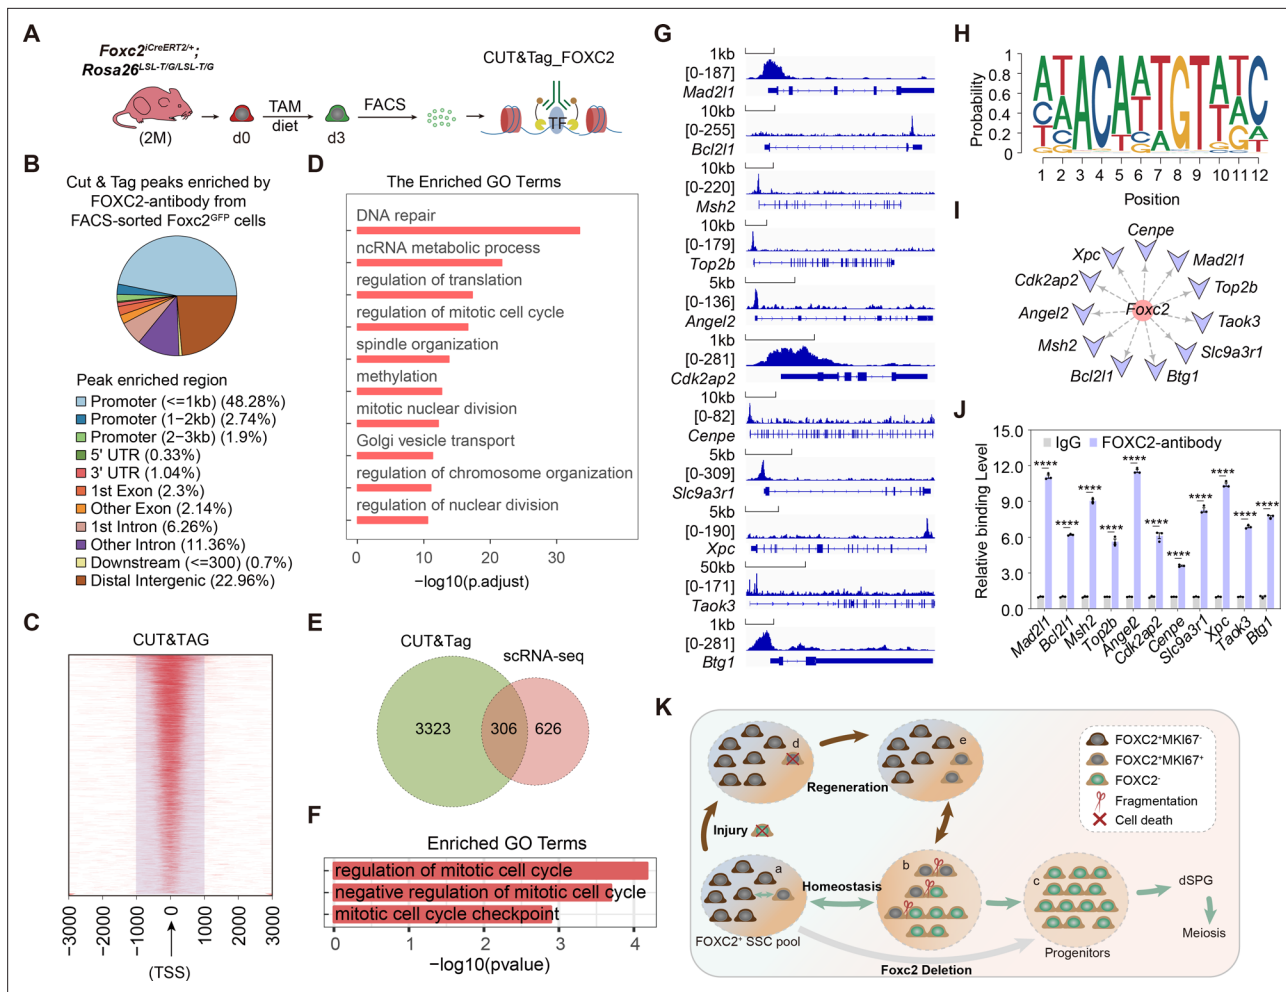 A
Foxc2iCreERT2/+;
Rosa26LSL-T/G/LSL-T/G
(2M)
d0
TAM
diet
d3
FACS
CUT&Tag_FOXC2
TF
B
Cut & Tag peaks enriched by
FOXC2-antibody from
FACS-sorted Foxc2GFP cells
Peak enriched region
Promoter (<=1kb) (48.28%)
Promoter (1-2kb) (2.74%)
Promoter (2-3kb) (1.9%)
5' UTR (0.33%)
3' UTR (1.04%)
1st Exon (2.3%)
Other Exon (2.14%)
1st Intron (6.26%)
Other Intron (11.36%)
Downstream (<=300) (0.7%)
Distal Intergenic (22.96%)
C
CUT&TAG
-3000
-1000
0
1000
3000
(TSS)
D
The Enriched GO Terms
DNA repair
ncRNA metabolic process
regulation of translation
regulation of mitotic cell cycle
spindle organization
methylation
mitotic nuclear division
Golgi vesicle transport
regulation of chromosome organization
regulation of nuclear division
0 10 20 30
-log10(p.adjust)
E
CUT&Tag
scRNA-seq
3323 306 626
F
Enriched GO Terms
regulation of mitotic cell cycle
negative regulation of mitotic cell cycle
mitotic cell cycle checkpoint
0 1 2 3 4
-log10(pvalue)
G
1kb
[0-187]
Mad2l1
10kb
[0-255]
Bcl2l1
10kb
[0-220]
Msh2
10kb
[0-179]
Top2b
5kb
[0-136]
Angel2
1kb
[0-281]
Cdk2ap2
10kb
[0-82]
Cenpe
5kb
[0-309]
Slc9a3r1
5kb
[0-190]
Xpc
50kb
[0-171]
Taok3
1kb
[0-281]
Btg1
H
Probability
1
0.8
0.6
0.4
0.2
0
1 2 3 4 5 6 7 8 9 10 11 12
Position
I
Cenpe
Xpc
Mad2l1
Cdk2ap2
Top2b
Angel2
Foxc2
Taok3
Msh2
Slc9a3r1
Bcl2l1
Btg1
J
IgG FOXC2-antibody
Relative binding Level
15.0
12.0
9.0
6.0
3.0
0.0
****
****
****
****
****
****
****
****
****
****
****
Mad2l1
Bcl2l1
Msh2
Top2b
Angel2
Cdk2ap2
Cenpe
Slc9a3r1
Xpc
Taok3
Btg1
K
d
e
Regeneration
Injury
a
b
c
Homeostasis
FOXC2+ SSC pool
Foxc2 Deletion
Progenitors
dSPG
Meiosis
FOXC2+MKI67-
FOXC2+MKI67+
FOXC2-
Fragmentation
Cell death